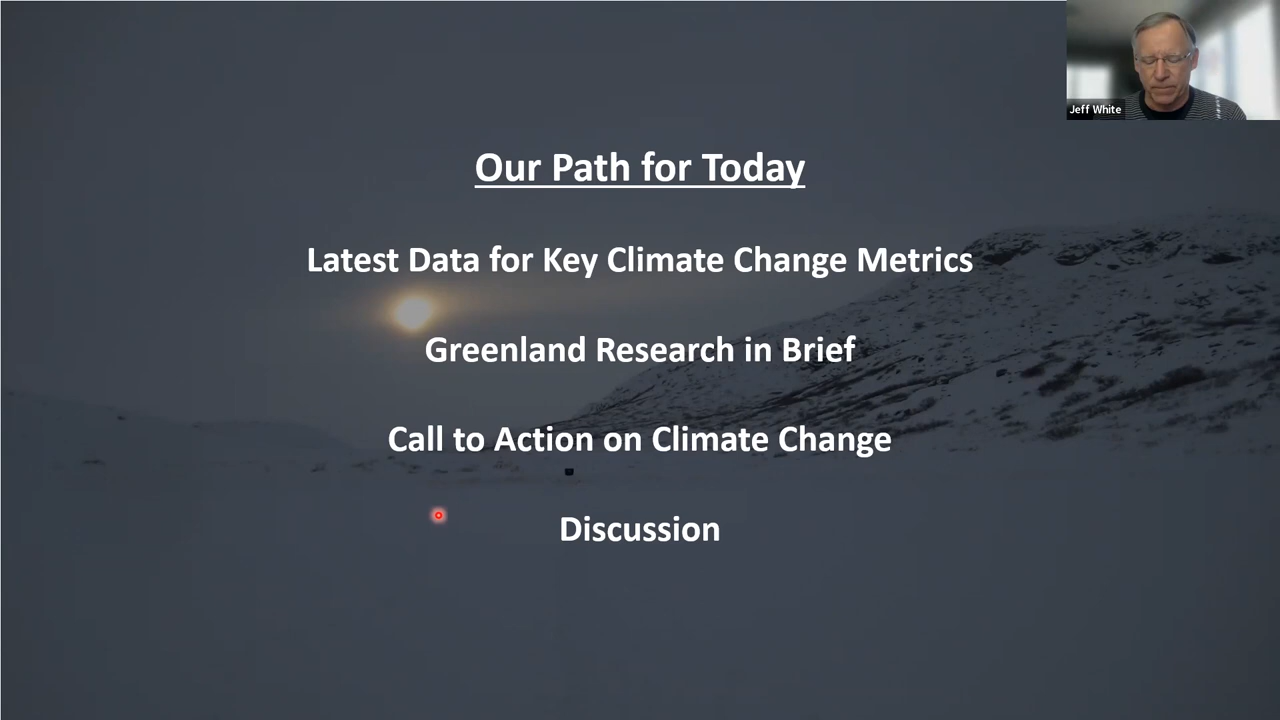 Jeff White
Our Path for Today
Latest Data for Key Climate Change Metrics
Greenland Research in Brief
Call to Action on Climate Change
Discussion